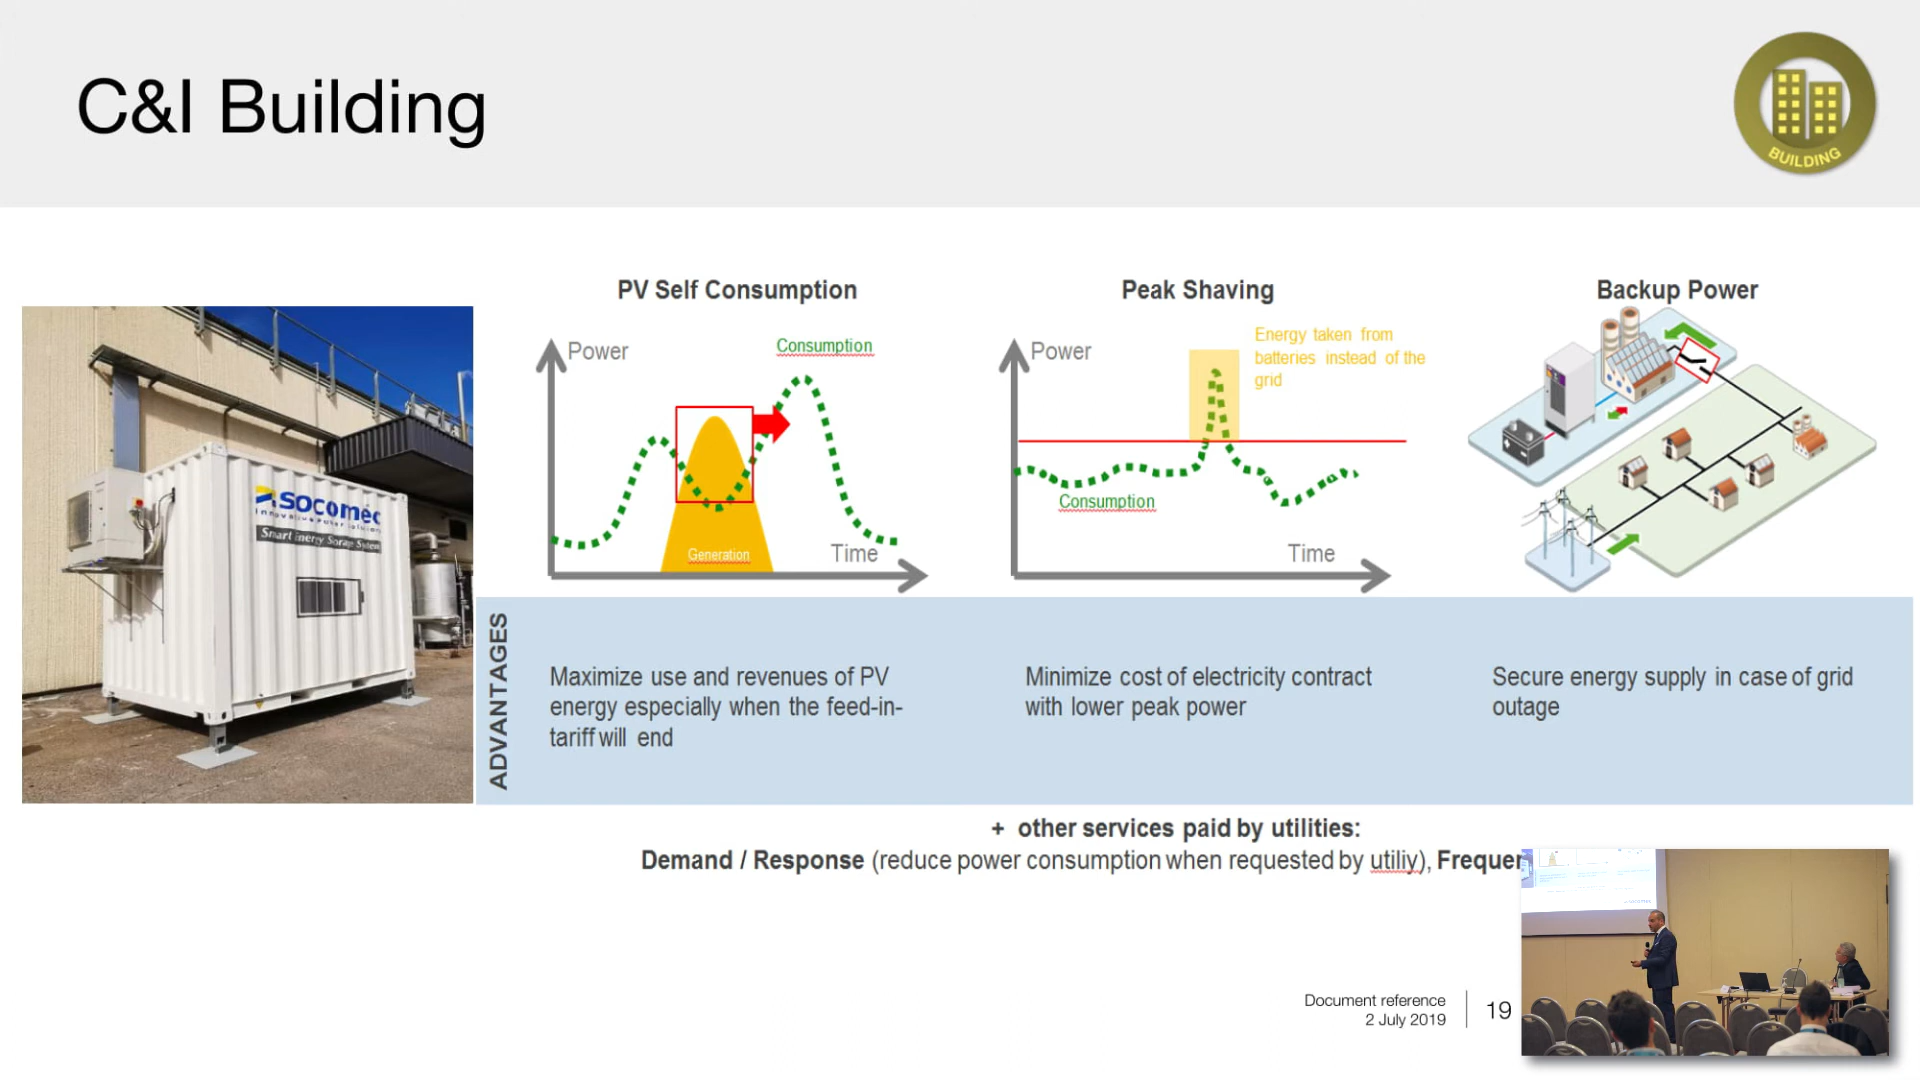 C&I Building
BUILDING
PV Self Consumption
Power
Consumption
Generation
Time
Peak Shaving
Power
Energy taken from
batteries instead of the
grid
Consumption
Time
Backup Power
socomec
Innovative Power Solutions
Smart Energy Storage System
ADVANTAGES
Maximize use and revenues of PV
energy especially when the feed-in-
tariff will end
Minimize cost of electricity contract
with lower peak power
Secure energy supply in case of grid
outage
+ other services paid by utilities:
Demand / Response (reduce power consumption when requested by utiliy), Frequen
Document reference
2 July 2019
19